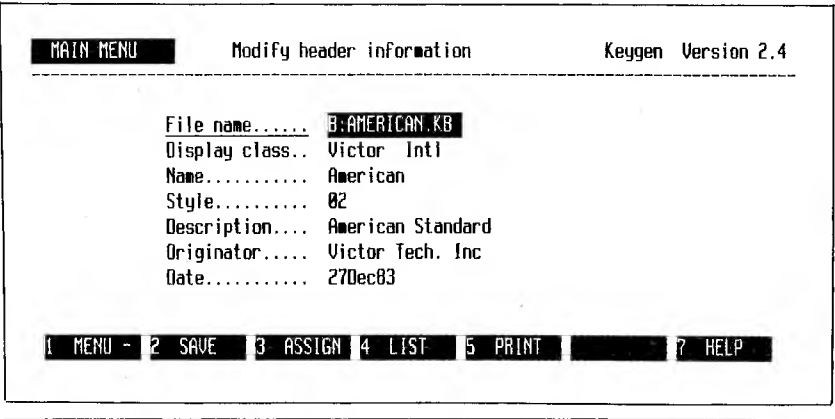 MAIN MENU Modify header information Keygen Version 2.4
File name...... B:AMERICAN.KB
Display class.. Victor Intl
Name........... American
Style.......... 02
Description.... American Standard
Originator..... Victor Tech. Inc
Date........... 27Dec83
1 MENU - 2 SAVE 3 ASSIGN 4 LIST 5 PRINT 7 HELP